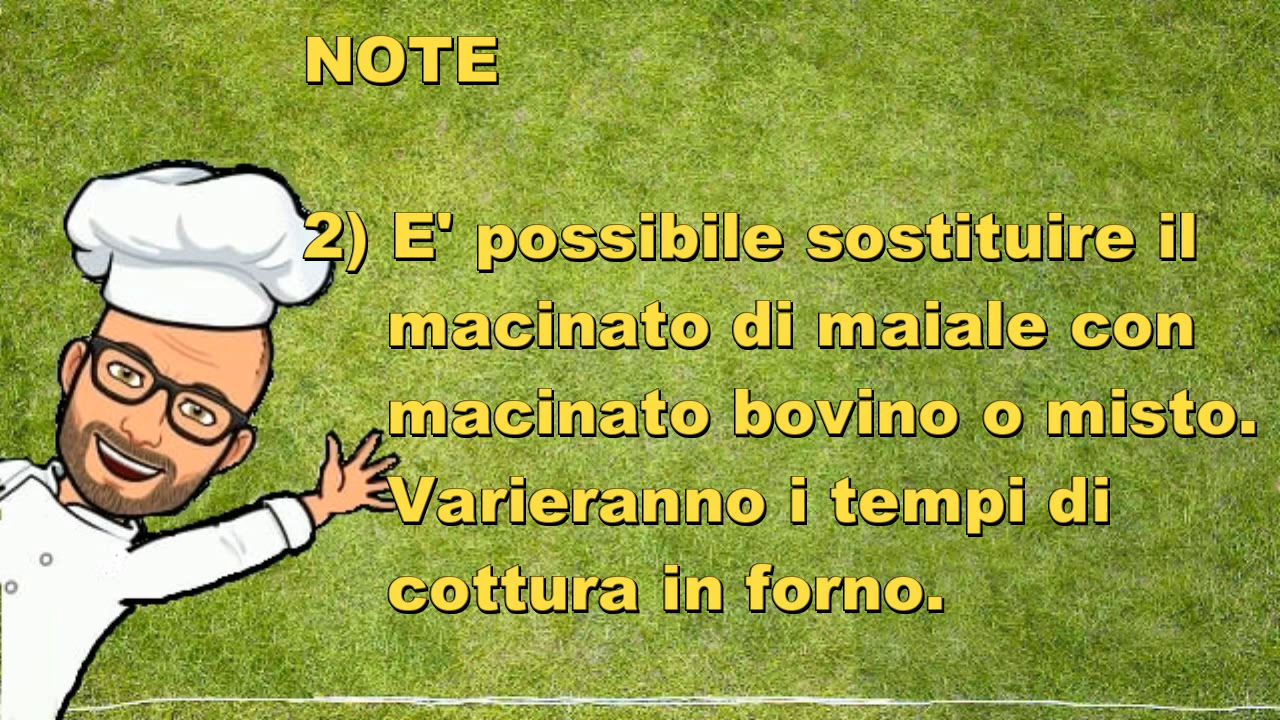 NOTE
2) E' possibile sostituire il
macinato di maiale con
macinato bovino o misto.
Varieranno i tempi di
cottura in forno.